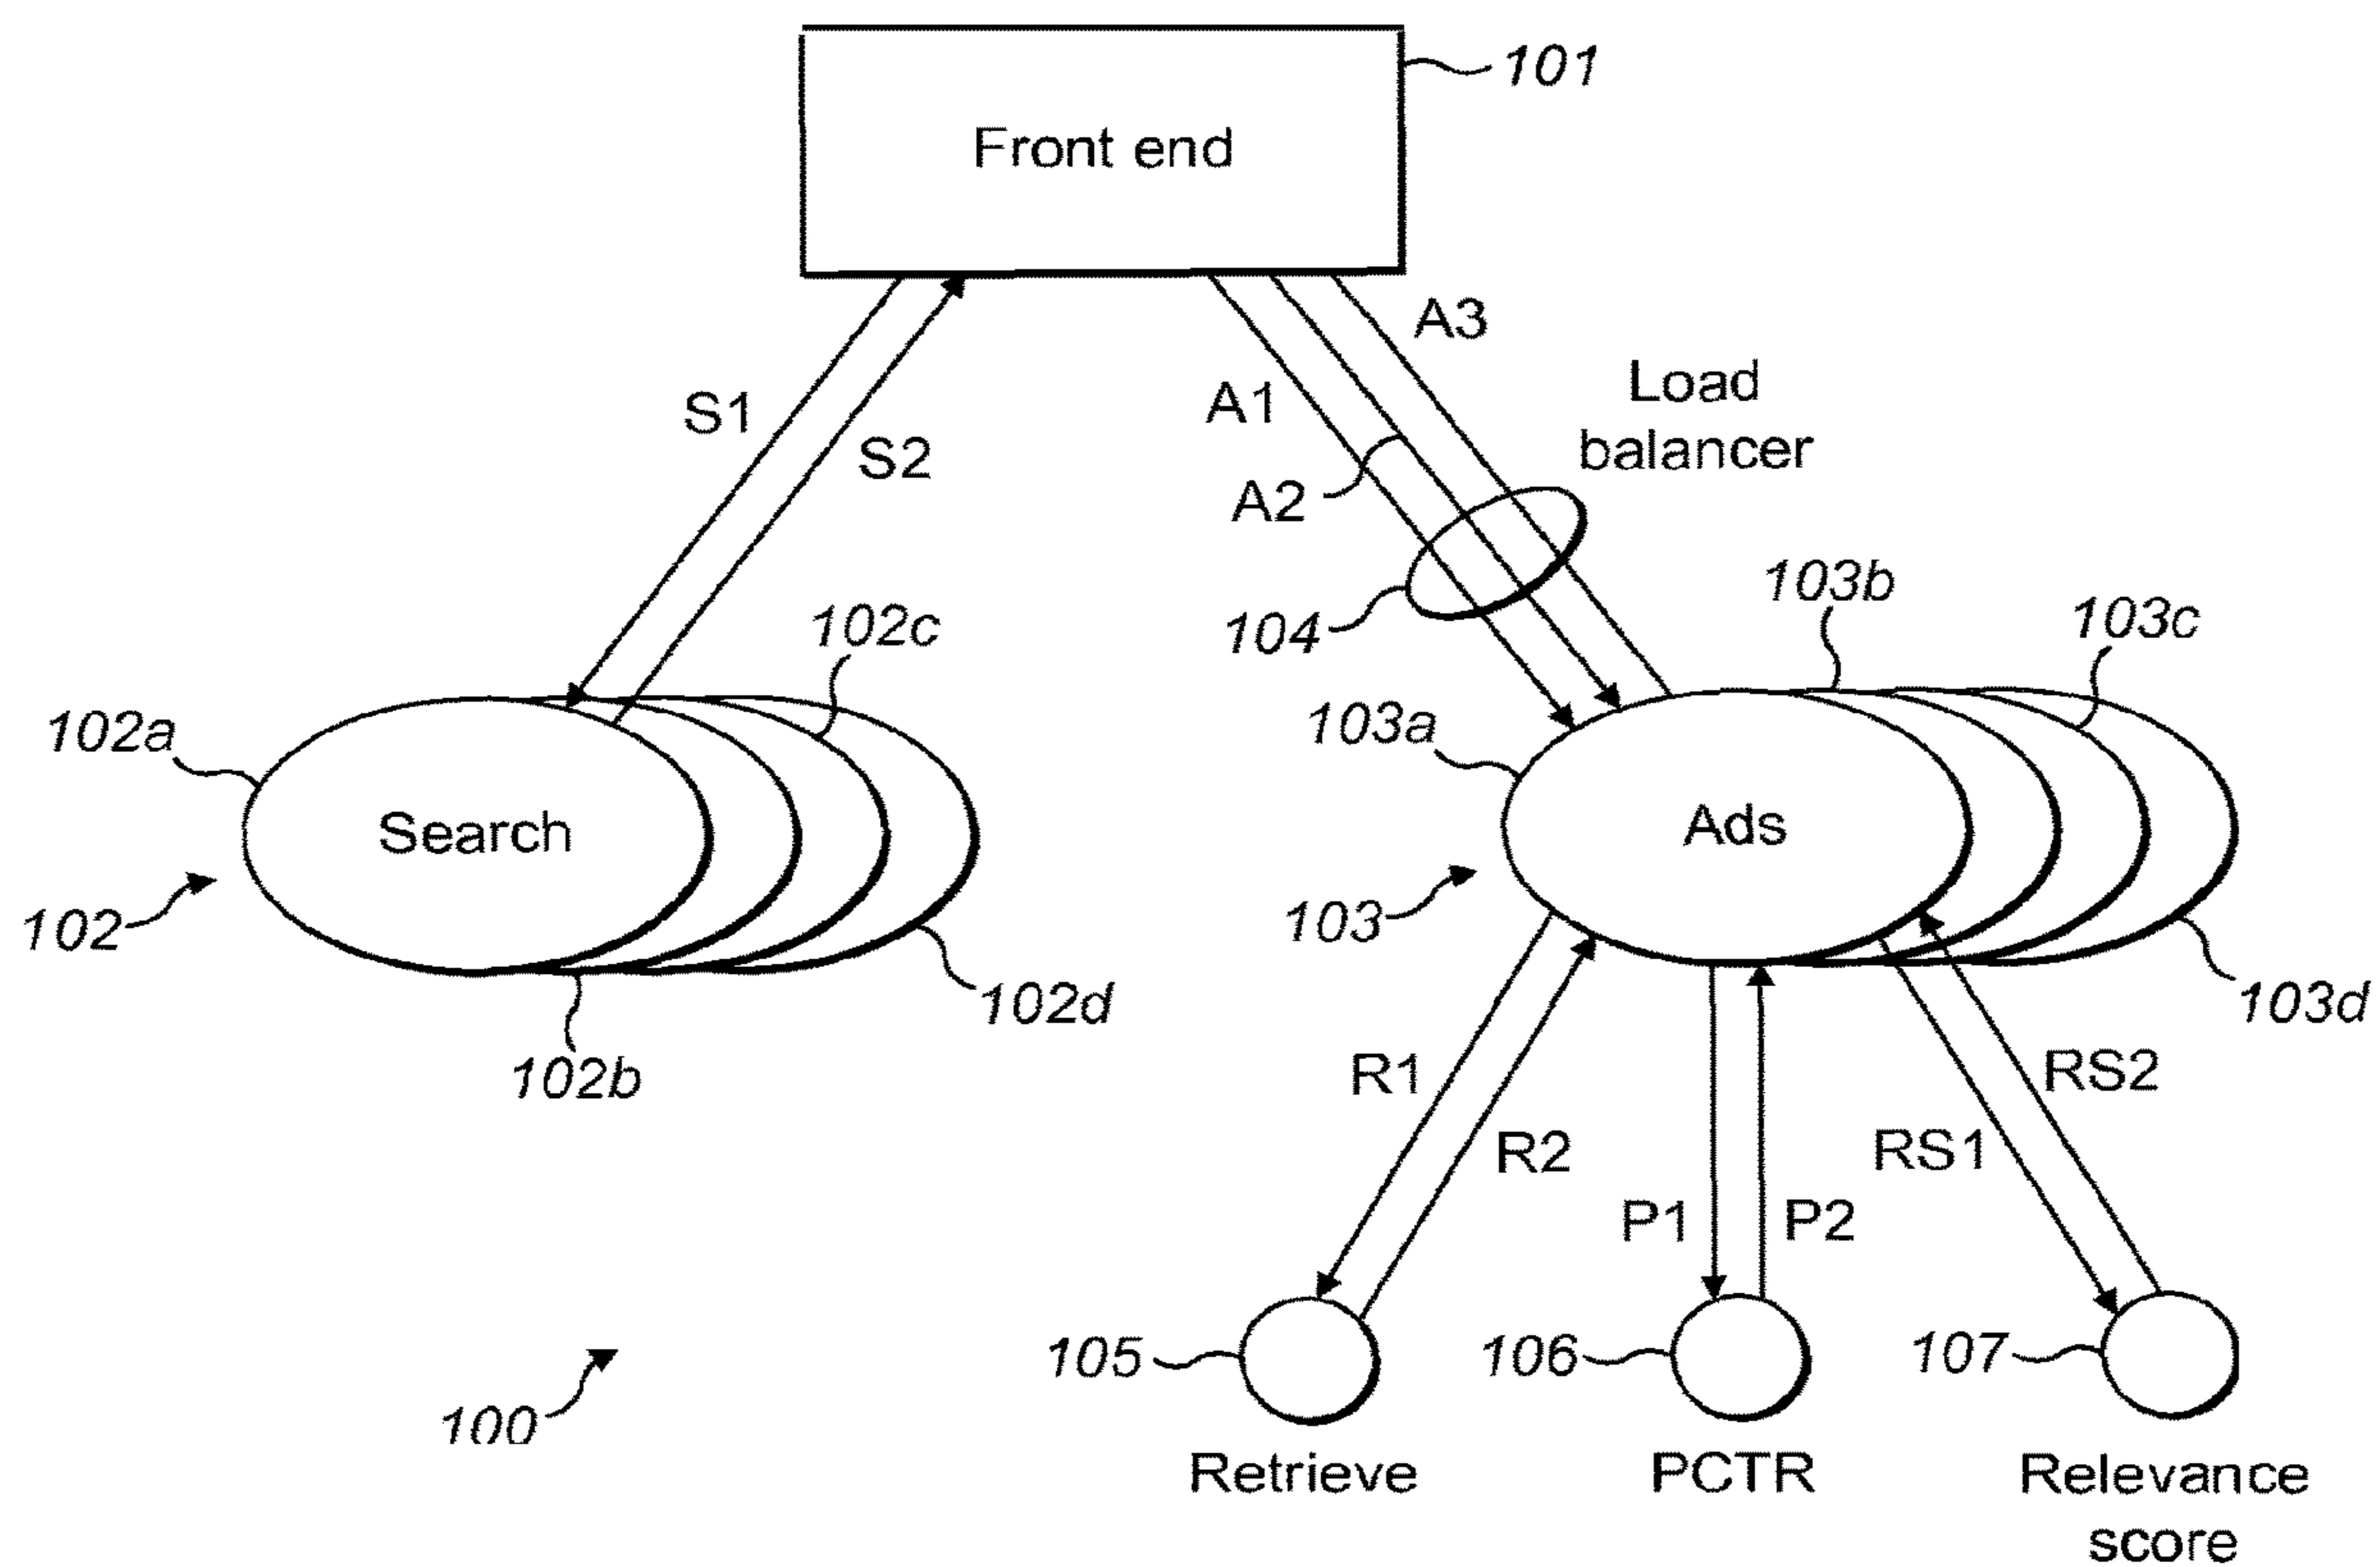 101
Front end
A3
S1
A1
Load
balancer
S2
A2
104
103b
103c
102c
102a
103a
Search
Ads
102
103
102d
103d
102b
R1
RS2
R2
RS1
P1
P2
105
106
107
100
Retrieve
PCTR
Relevance
score